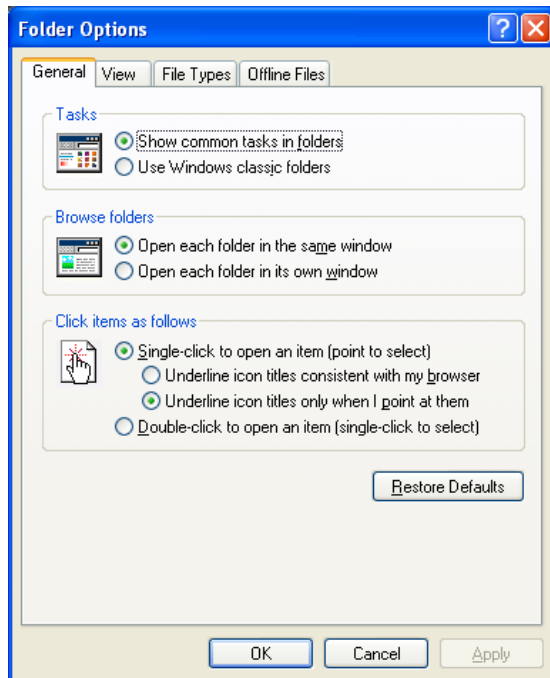 Folder Options
General View File Types Offline Files
Tasks
Show common tasks in folders
Use Windows classic folders
Browse folders
Open each folder in the same window
Open each folder in its own window
Click items as follows
Single-click to open an item (point to select)
Underline icon titles consistent with my browser
Underline icon titles only when I point at them
Double-click to open an item (single-click to select)
Restore Defaults
OK Cancel Apply